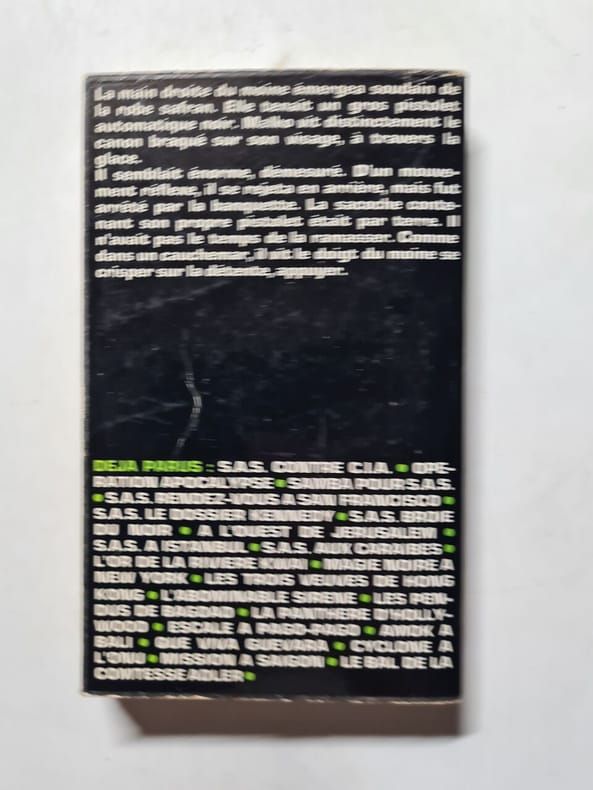 La main droite du moine émergea soudain de
la robe safran. Elle tenait un gros pistolet
automatique noir. Malko vit distinctement le
canon braqué sur son visage, à travers la
glace.
Il semblait énorme, démesuré. D'un mouve-
ment réflexe, il se rejeta en arrière, mais fut
arrêté par la banquette. La sacoche conte-
nant son propre pistolet était par terre. Il
n'avait pas le temps de la ramasser. Comme
dans un cauchemar, il vit le doigt du moine se
crisper sur la détente, appuyer.
DEJA PARUS : S.A.S. CONTRE C.I.A. • OPE-
RATION APOCALYPSE • SAMBA POUR S.A.S.
• S.A.S. RENDEZ-VOUS A SAN FRANCISCO •
S.A.S. LE DOSSIER KENNEDY • S.A.S. BROIE
DU NOIR • A L'OUEST DE JERUSALEM •
S.A.S. A ISTANBUL • S.A.S. AUX CARAIBES •
L'OR DE LA RIVIERE KWAI • MAGIE NOIRE A
NEW YORK • LES TROIS VEUVES DE HONG
KONG • L'ABOMINABLE SIRENE • LES PEN-
DUS DE BAGDAD • LA PANTHERE D'HOLLY-
WOOD • ESCALE A PAGO-PAGO • AMOK A
BALI • QUE VIVA GUEVARA • CYCLONE A
L'ONU • MISSION A SAIGON • LE BAL DE LA
COMTESSE ADLER •